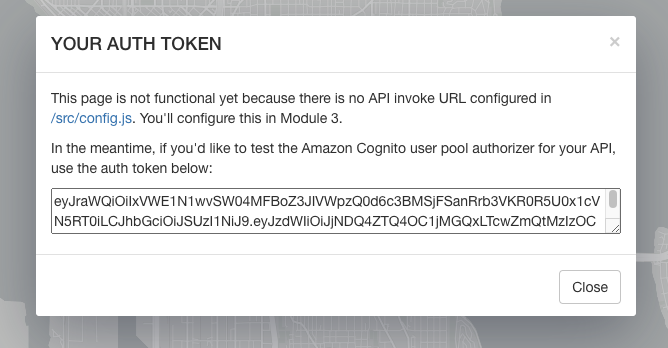 YOUR AUTH TOKEN
×
This page is not functional yet because there is no API invoke URL configured in
/src/config.js. You'll configure this in Module 3.
In the meantime, if you'd like to test the Amazon Cognito user pool authorizer for your API,
use the auth token below:
eyJraWQiOiIxVWE1N1wvSW04MFBoZ3JIVWpzQ0d6c3BMSjFSanRrb3VKR0R5U0x1cV
N5RT0iLCJhbGciOiJSUzI1NiJ9.eyJzdWIiOiJjNDQ4ZTQ4OC1jMGQxLTcwZmQtMzIzOC
Close